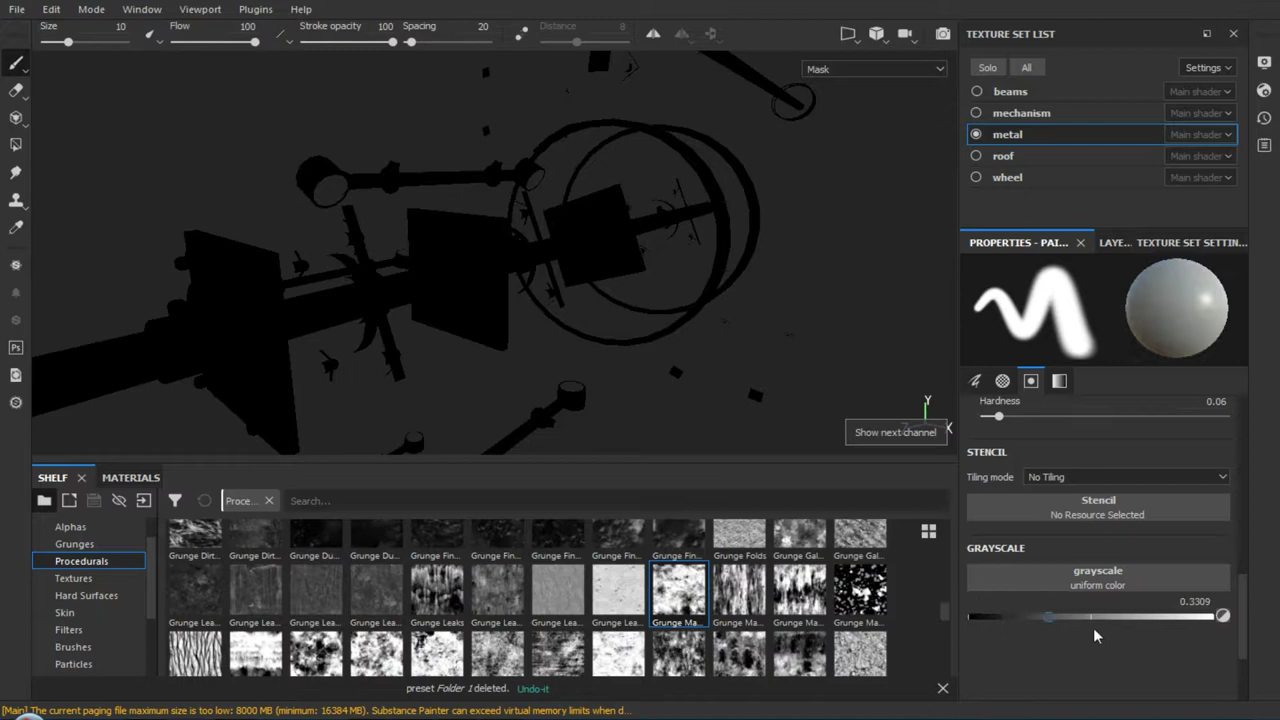 File Edit Mode Window Viewport Plugins Help
Size 10 Flow 100 Stroke opacity 100 Spacing 20 Distance 8
Mask
Y
X
Show next channel
TEXTURE SET LIST
Solo All Settings
beams Main shader
mechanism Main shader
metal Main shader
roof Main shader
wheel Main shader
PROPERTIES - PAI... LAYE... TEXTURE SET SETTIN...
Hardness 0.06
STENCIL
Tiling mode No Tiling
Stencil
No Resource Selected
GRAYSCALE
grayscale
uniform color
0.3309
SHELF MATERIALS
Proce... Search...
Alphas
Grunges
Procedurals
Textures
Hard Surfaces
Skin
Filters
Brushes
Particles
Grunge Dirt... Grunge Dirt... Grunge Du... Grunge Du... Grunge Fin... Grunge Fin... Grunge Fin... Grunge Fin... Grunge Fin... Grunge Folds Grunge Gal... Grunge Gal...
Grunge Lea... Grunge Lea... Grunge Lea... Grunge Lea... Grunge Leaks Grunge Lea... Grunge Lea... Grunge Lea... Grunge Ma... Grunge Ma... Grunge Ma... Grunge Ma...
preset Folder 1 deleted. Undo-it
[Main] The current paging file maximum size is too low: 8000 MB (minimum: 16384 MB). Substance Painter can exceed virtual memory limits when d...
Ps